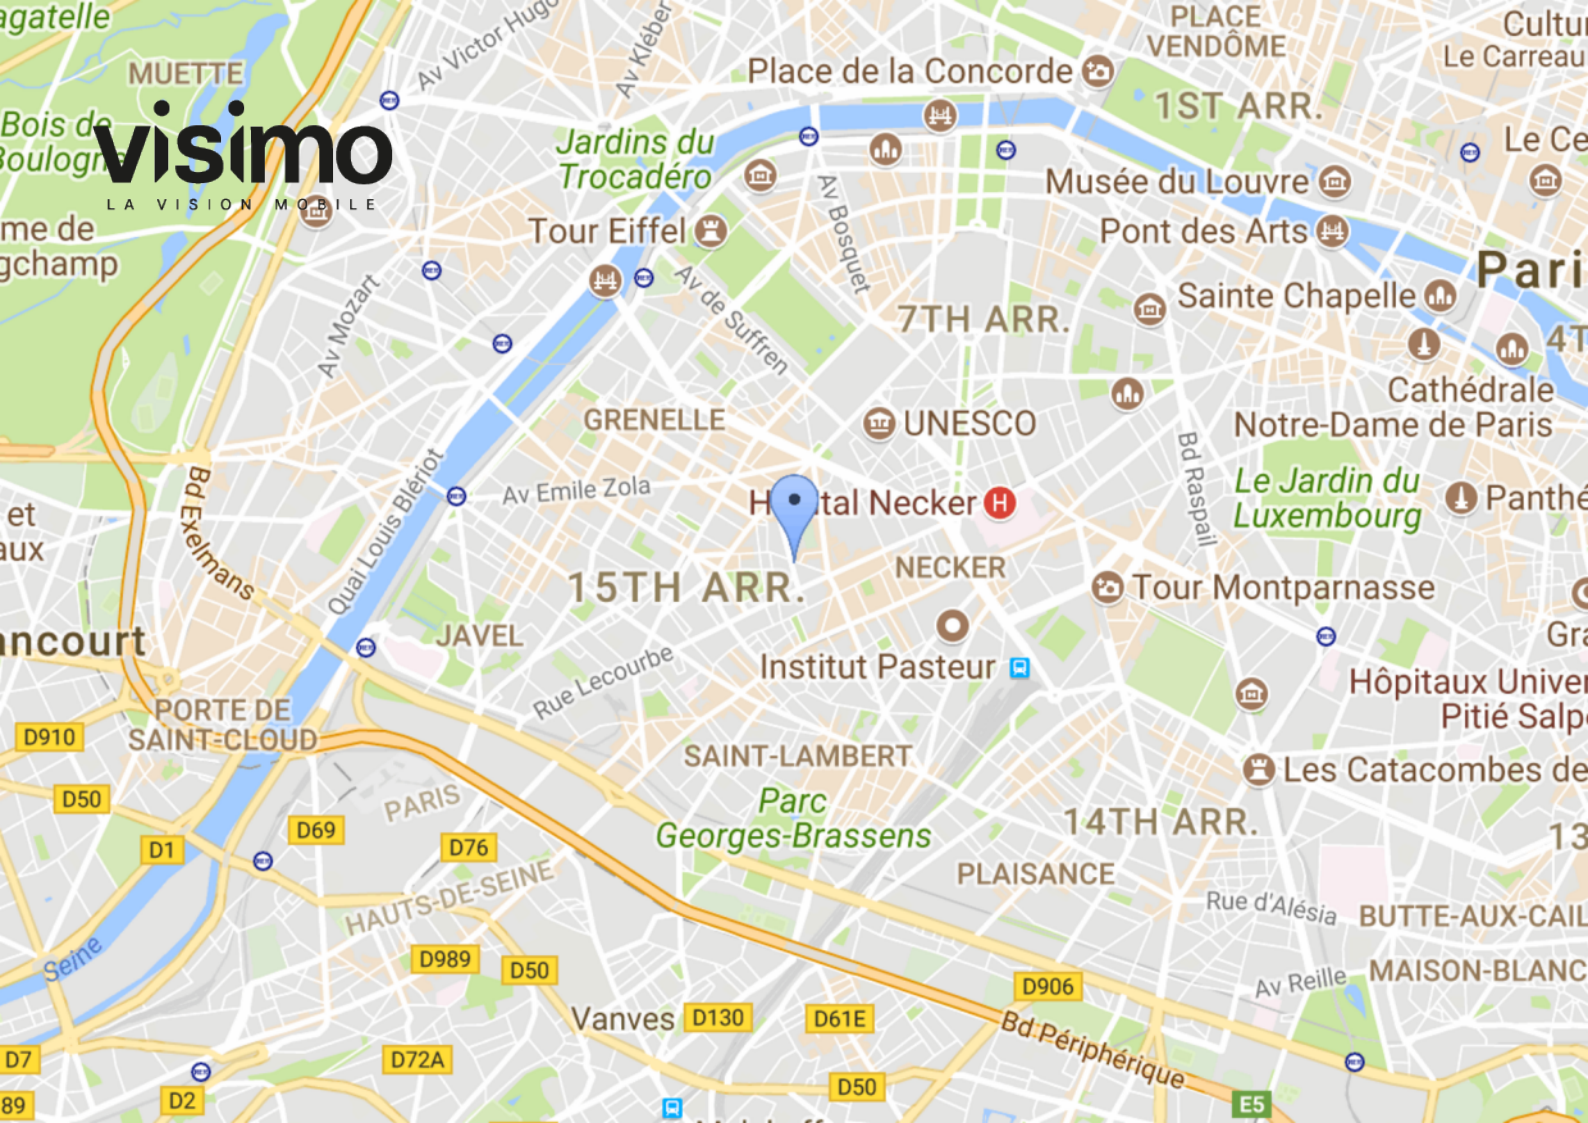 agatelle
MUETTE
Av Victor Hugo
Av Kléber
PLACE
VENDÔME
Cultur
Le Carreau
Place de la Concorde
1ST ARR.
Bois de
Boulogn
visimo
LA VISION MOBILE
Jardins du
Trocadéro
Le Ce
Musée du Louvre
Av Bosquet
me de
gchamp
Tour Eiffel
Pont des Arts
Pari
Av Mozart
Av de Suffren
7TH ARR.
Sainte Chapelle
4T
Cathédrale
Notre-Dame de Paris
GRENELLE
UNESCO
Bd Raspail
Le Jardin du
Luxembourg
Panthé
Bd Exelmans
Quai Louis Blériot
Av Emile Zola
H tal Necker
H
et
aux
NECKER
15TH ARR.
Tour Montparnasse
ancourt
JAVEL
Gra
Rue Lecourbe
Institut Pasteur
Hôpitaux Univer
Pitié Salpê
PORTE DE
SAINT-CLOUD
D910
SAINT-LAMBERT
Les Catacombes de
D50
PARIS
Parc
Georges-Brassens
14TH ARR.
13
D69
D1
D76
PLAISANCE
HAUTS-DE-SEINE
Rue d'Alésia
BUTTE-AUX-CAIL
Seine
D989
D50
Av Reille
MAISON-BLANC
D906
Vanves
D130
D61E
Bd Périphérique
D7
D72A
D50
D2
89
E5